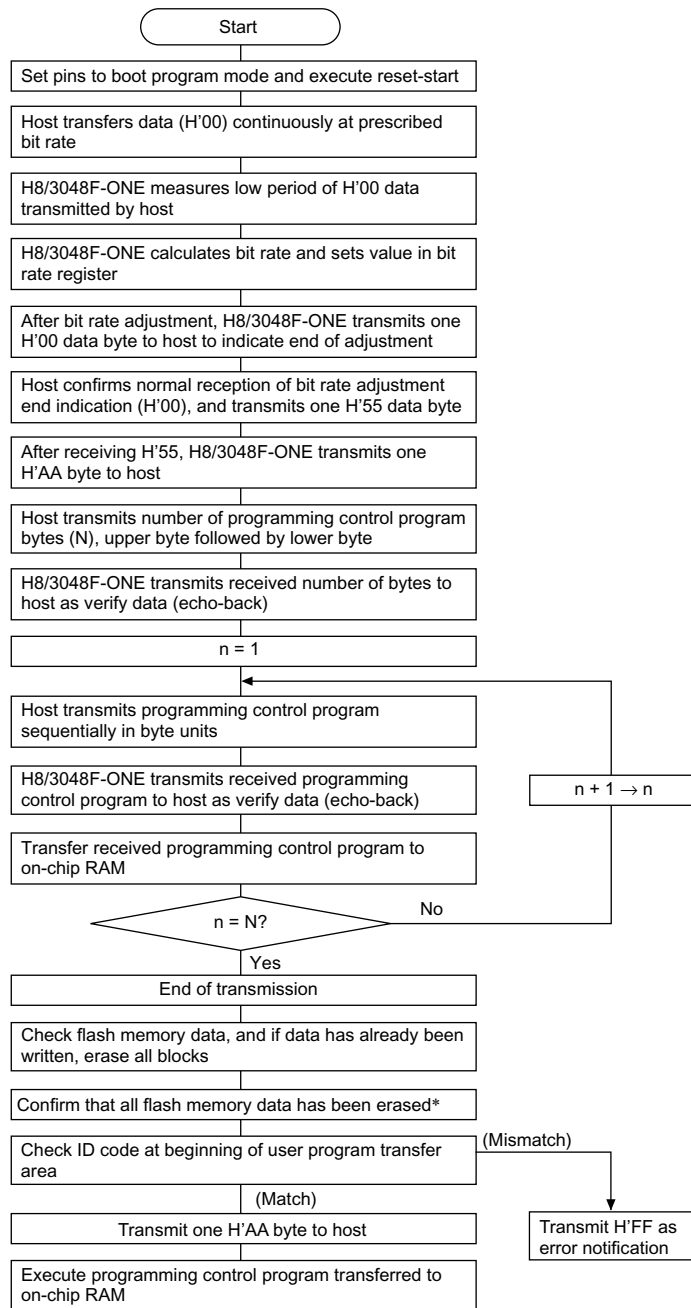 Start
Set pins to boot program mode and execute reset-start
Host transfers data (H'00) continuously at prescribed
bit rate
H8/3048F-ONE measures low period of H'00 data
transmitted by host
H8/3048F-ONE calculates bit rate and sets value in bit
rate register
After bit rate adjustment, H8/3048F-ONE transmits one
H'00 data byte to host to indicate end of adjustment
Host confirms normal reception of bit rate adjustment
end indication (H'00), and transmits one H'55 data byte
After receiving H'55, H8/3048F-ONE transmits one
H'AA byte to host
Host transmits number of programming control program
bytes (N), upper byte followed by lower byte
H8/3048F-ONE transmits received number of bytes to
host as verify data (echo-back)
n = 1
Host transmits programming control program
sequentially in byte units
H8/3048F-ONE transmits received programming
control program to host as verify data (echo-back)
n + 1 → n
Transfer received programming control program to
on-chip RAM
n = N?
No
Yes
End of transmission
Check flash memory data, and if data has already been
written, erase all blocks
Confirm that all flash memory data has been erased*
Check ID code at beginning of user program transfer
area
(Mismatch)
(Match)
Transmit one H'AA byte to host
Transmit H'FF as
error notification
Execute programming control program transferred to
on-chip RAM